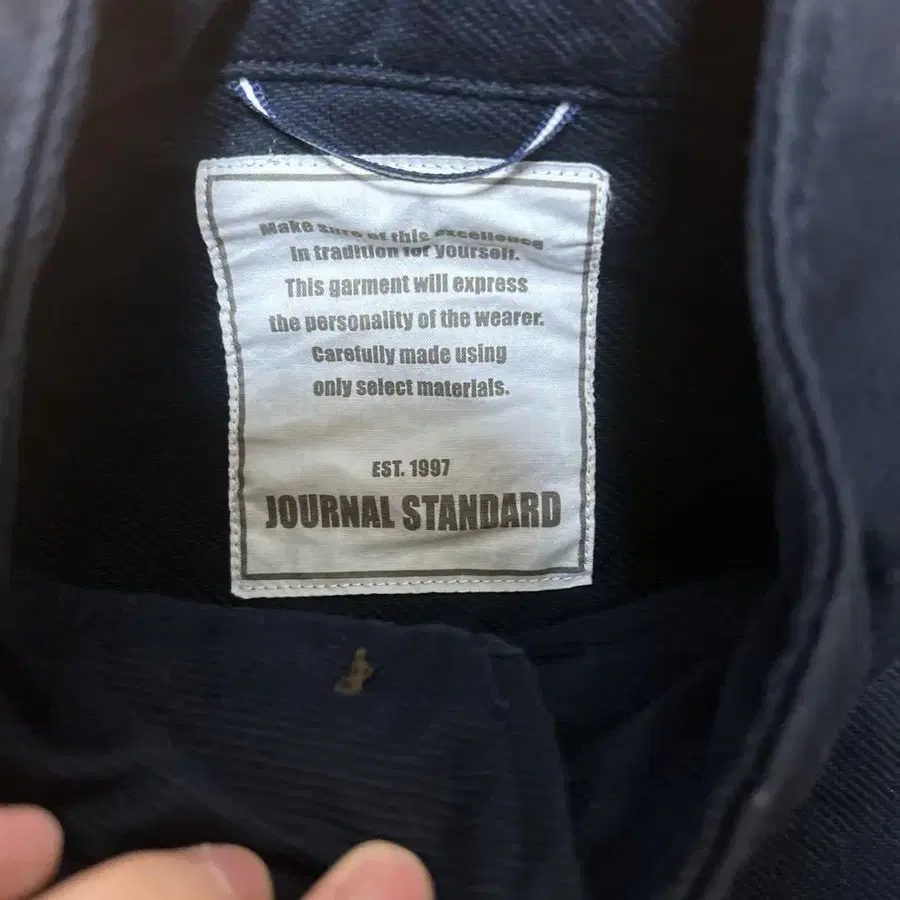 Make sure of this excellence
in tradition for yourself.
This garment will express
the personality of the wearer.
Carefully made using
only select materials.
EST. 1997
JOURNAL STANDARD